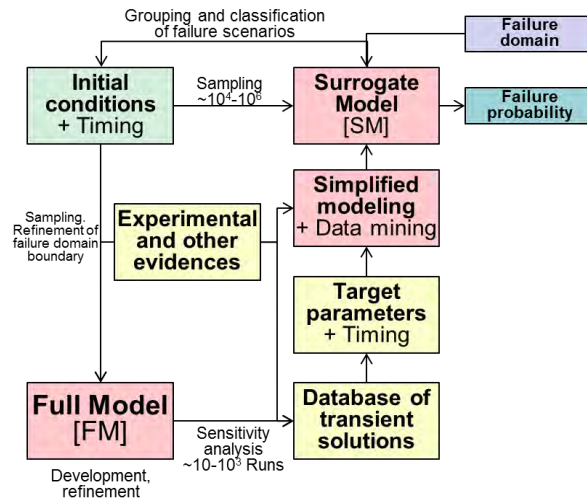 Grouping and classification
of failure scenarios
Failure
domain
Initial
conditions
+ Timing
Sampling
~10⁴-10⁶
Surrogate
Model
[SM]
Failure
probability
Sampling.
Refinement of
failure domain
boundary
Experimental
and other
evidences
Simplified
modeling
+ Data mining
Target
parameters
+ Timing
Full Model
[FM]
Sensitivity
analysis
~10-10³ Runs
Database of
transient
solutions
Development,
refinement